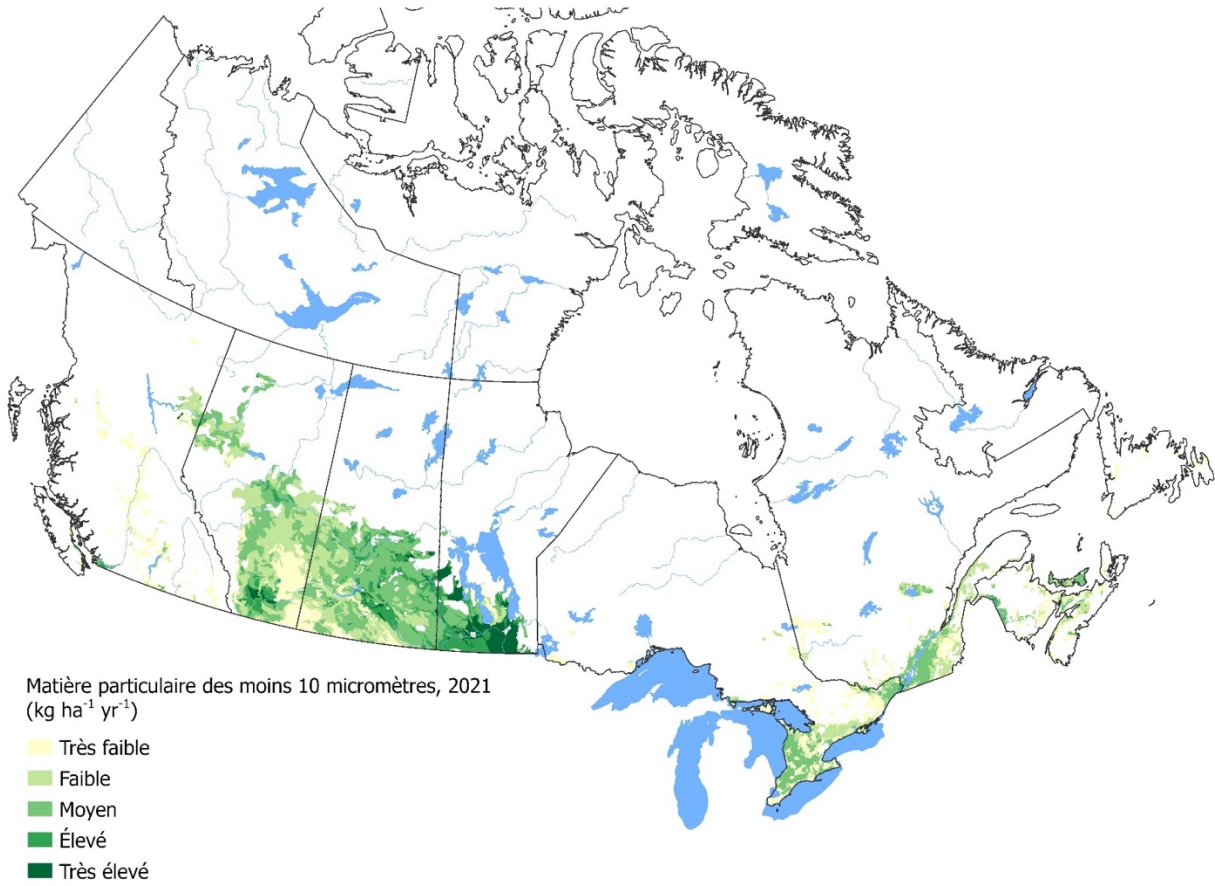 Matière particulaire des moins 10 micromètres, 2021
(kg ha⁻¹ yr⁻¹)
Très faible
Faible
Moyen
Élevé
Très élevé